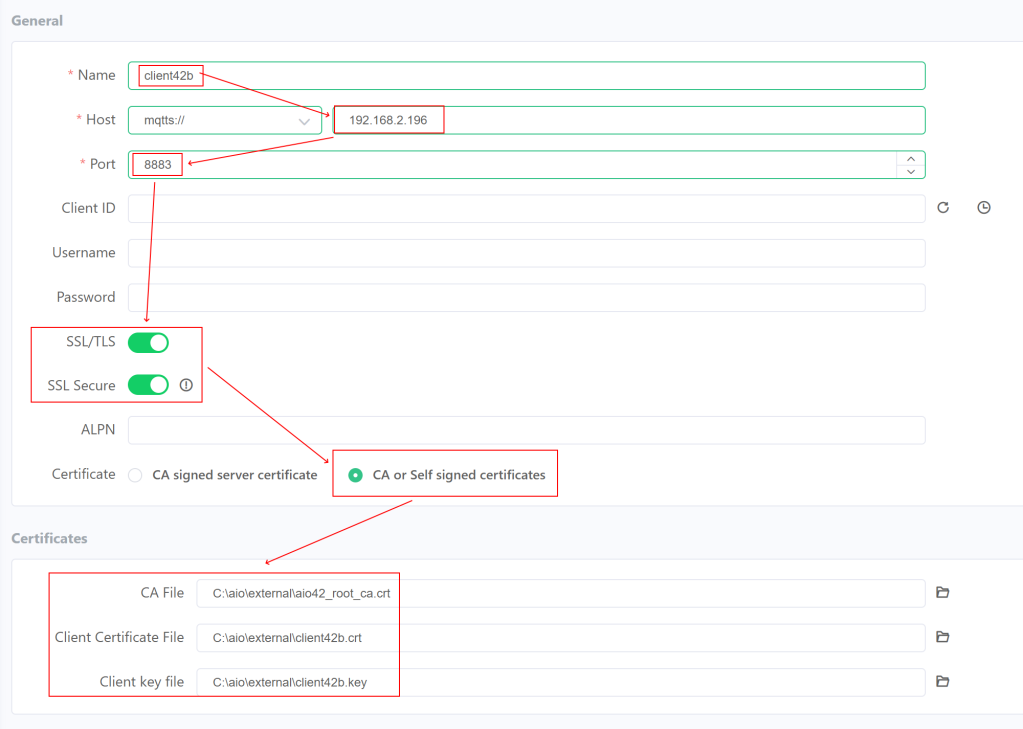 General
* Name client42b
* Host mqtts:// 192.168.2.196
* Port 8883
Client ID
Username
Password
SSL/TLS
SSL Secure
ALPN
Certificate CA signed server certificate CA or Self signed certificates
Certificates
CA File C:\aio\external\aio42_root_ca.crt
Client Certificate File C:\aio\external\client42b.crt
Client key file C:\aio\external\client42b.key